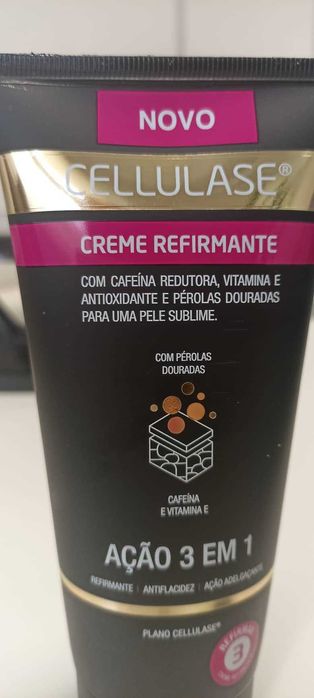 NOVO
CELLULASE®
CREME REFIRMANTE
COM CAFEÍNA REDUTORA, VITAMINA E
ANTIOXIDANTE E PÉROLAS DOURADAS
PARA UMA PELE SUBLIME.
COM PÉROLAS
DOURADAS
CAFEÍNA
E VITAMINA E
AÇÃO 3 EM 1
REFIRMANTE | ANTIFLACIDEZ | AÇÃO ADELGAÇANTE
PLANO CELLULASE®
3